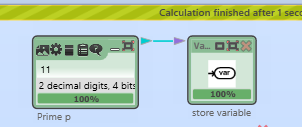 Calculation finished after 1 seco
Va...
11
var
2 decimal digits, 4 bits
100%
100%
Prime p
store variable